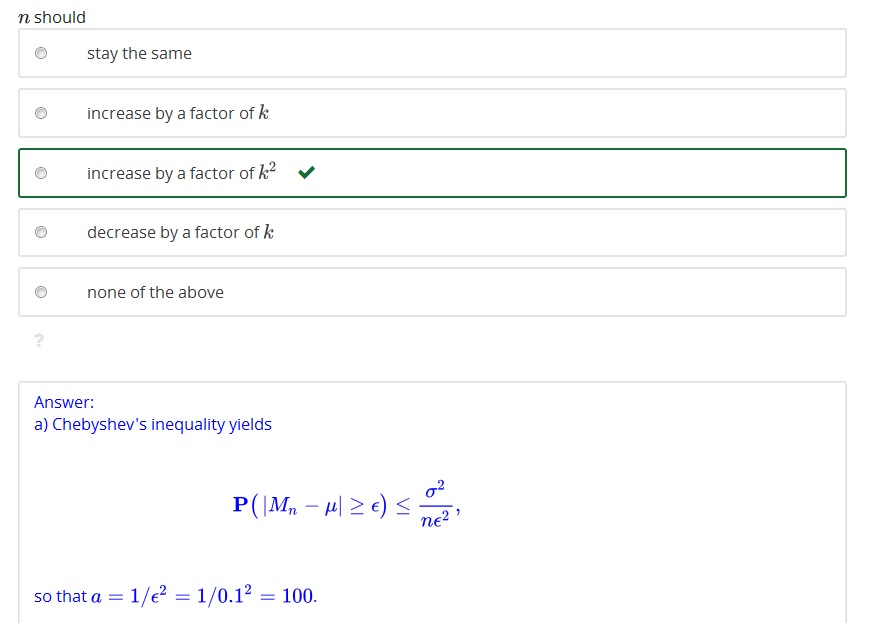 n should
stay the same
increase by a factor of k
increase by a factor of k²
decrease by a factor of k
none of the above
?
Answer:
a) Chebyshev's inequality yields
P(|Mₙ − μ| ≥ ϵ) ≤ σ²/nϵ²,
so that a = 1/ϵ² = 1/0.1² = 100.